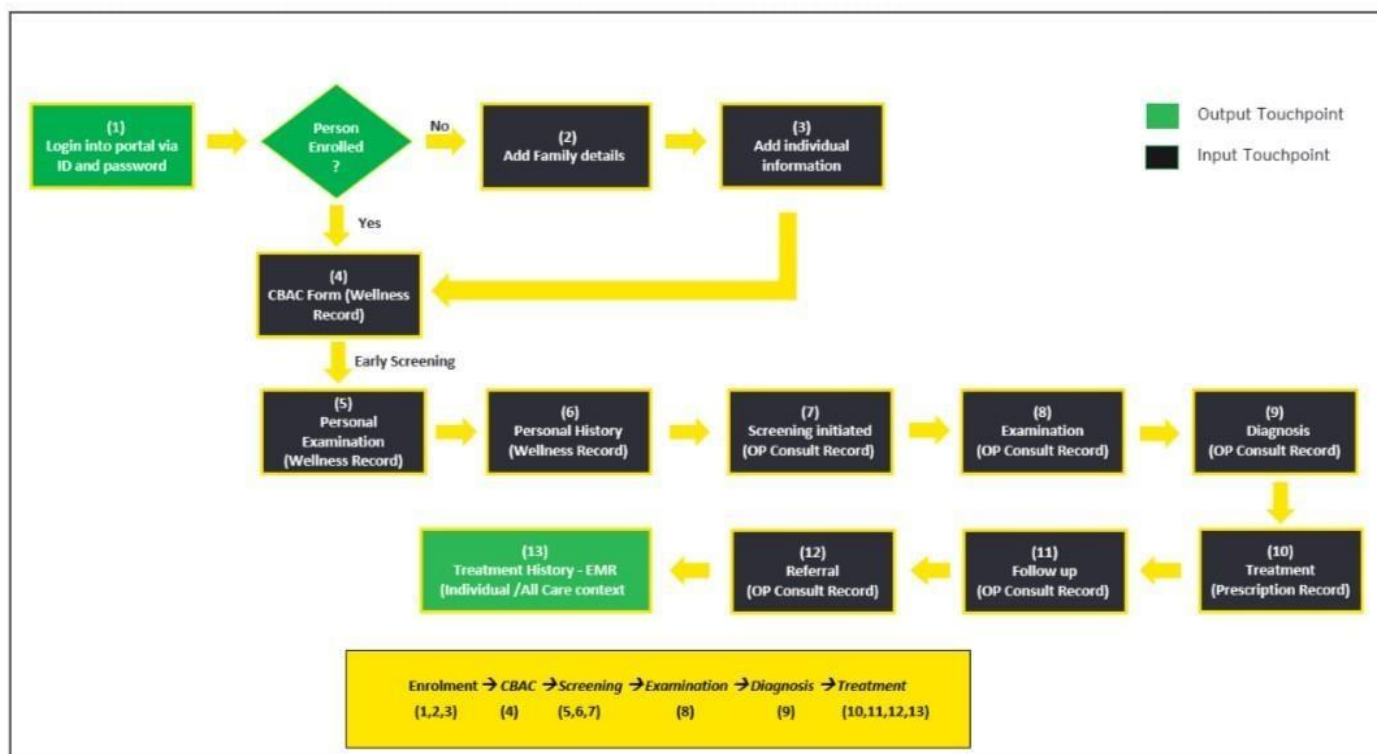 (1)
Login into portal via
ID and password
Person
Enrolled
?
No
(2)
Add Family details
(3)
Add individual
information
Output Touchpoint
Input Touchpoint
Yes
(4)
CBAC Form (Wellness
Record)
Early Screening
(5)
Personal
Examination
(Wellness Record)
(6)
Personal History
(Wellness Record)
(7)
Screening initiated
(OP Consult Record)
(8)
Examination
(OP Consult Record)
(9)
Diagnosis
(OP Consult Record)
(13)
Treatment History - EMR
(Individual /All Care context
(12)
Referral
(OP Consult Record)
(11)
Follow up
(OP Consult Record)
(10)
Treatment
(Prescription Record)
Enrolment → CBAC → Screening → Examination → Diagnosis → Treatment
(1,2,3) (4) (5,6,7) (8) (9) (10,11,12,13)